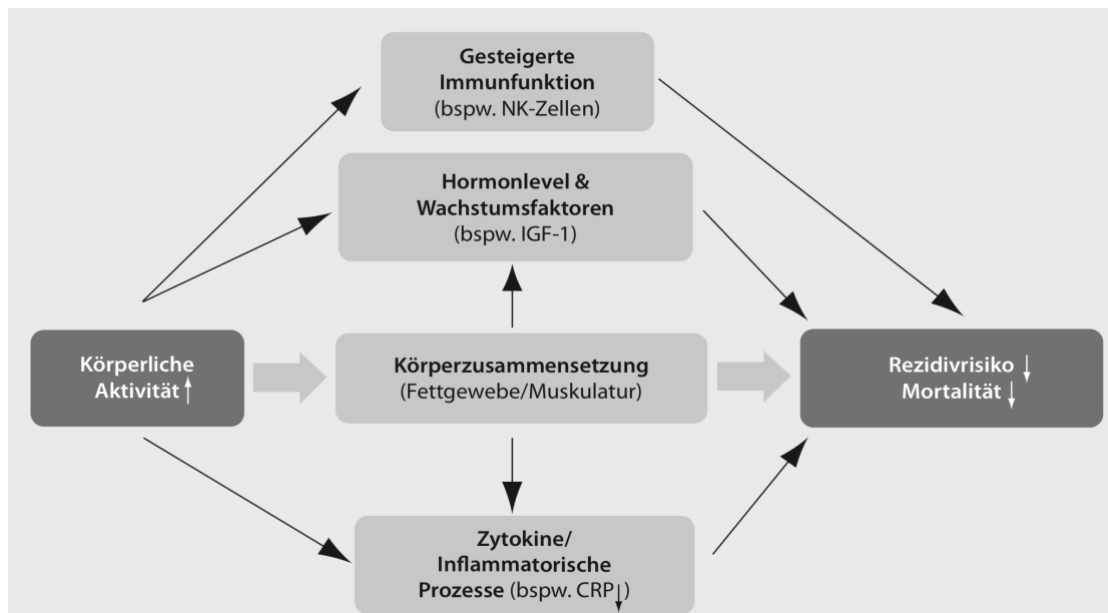 Gesteigerte
Immunfunktion
(bspw. NK-Zellen)
Hormonlevel &
Wachstumsfaktoren
(bspw. IGF-1)
Körperliche
Aktivität↑
Körperzusammensetzung
(Fettgewebe/Muskulatur)
Rezidivrisiko ↓
Mortalität ↓
Zytokine/
Inflammatorische
Prozesse (bspw. CRP↓)